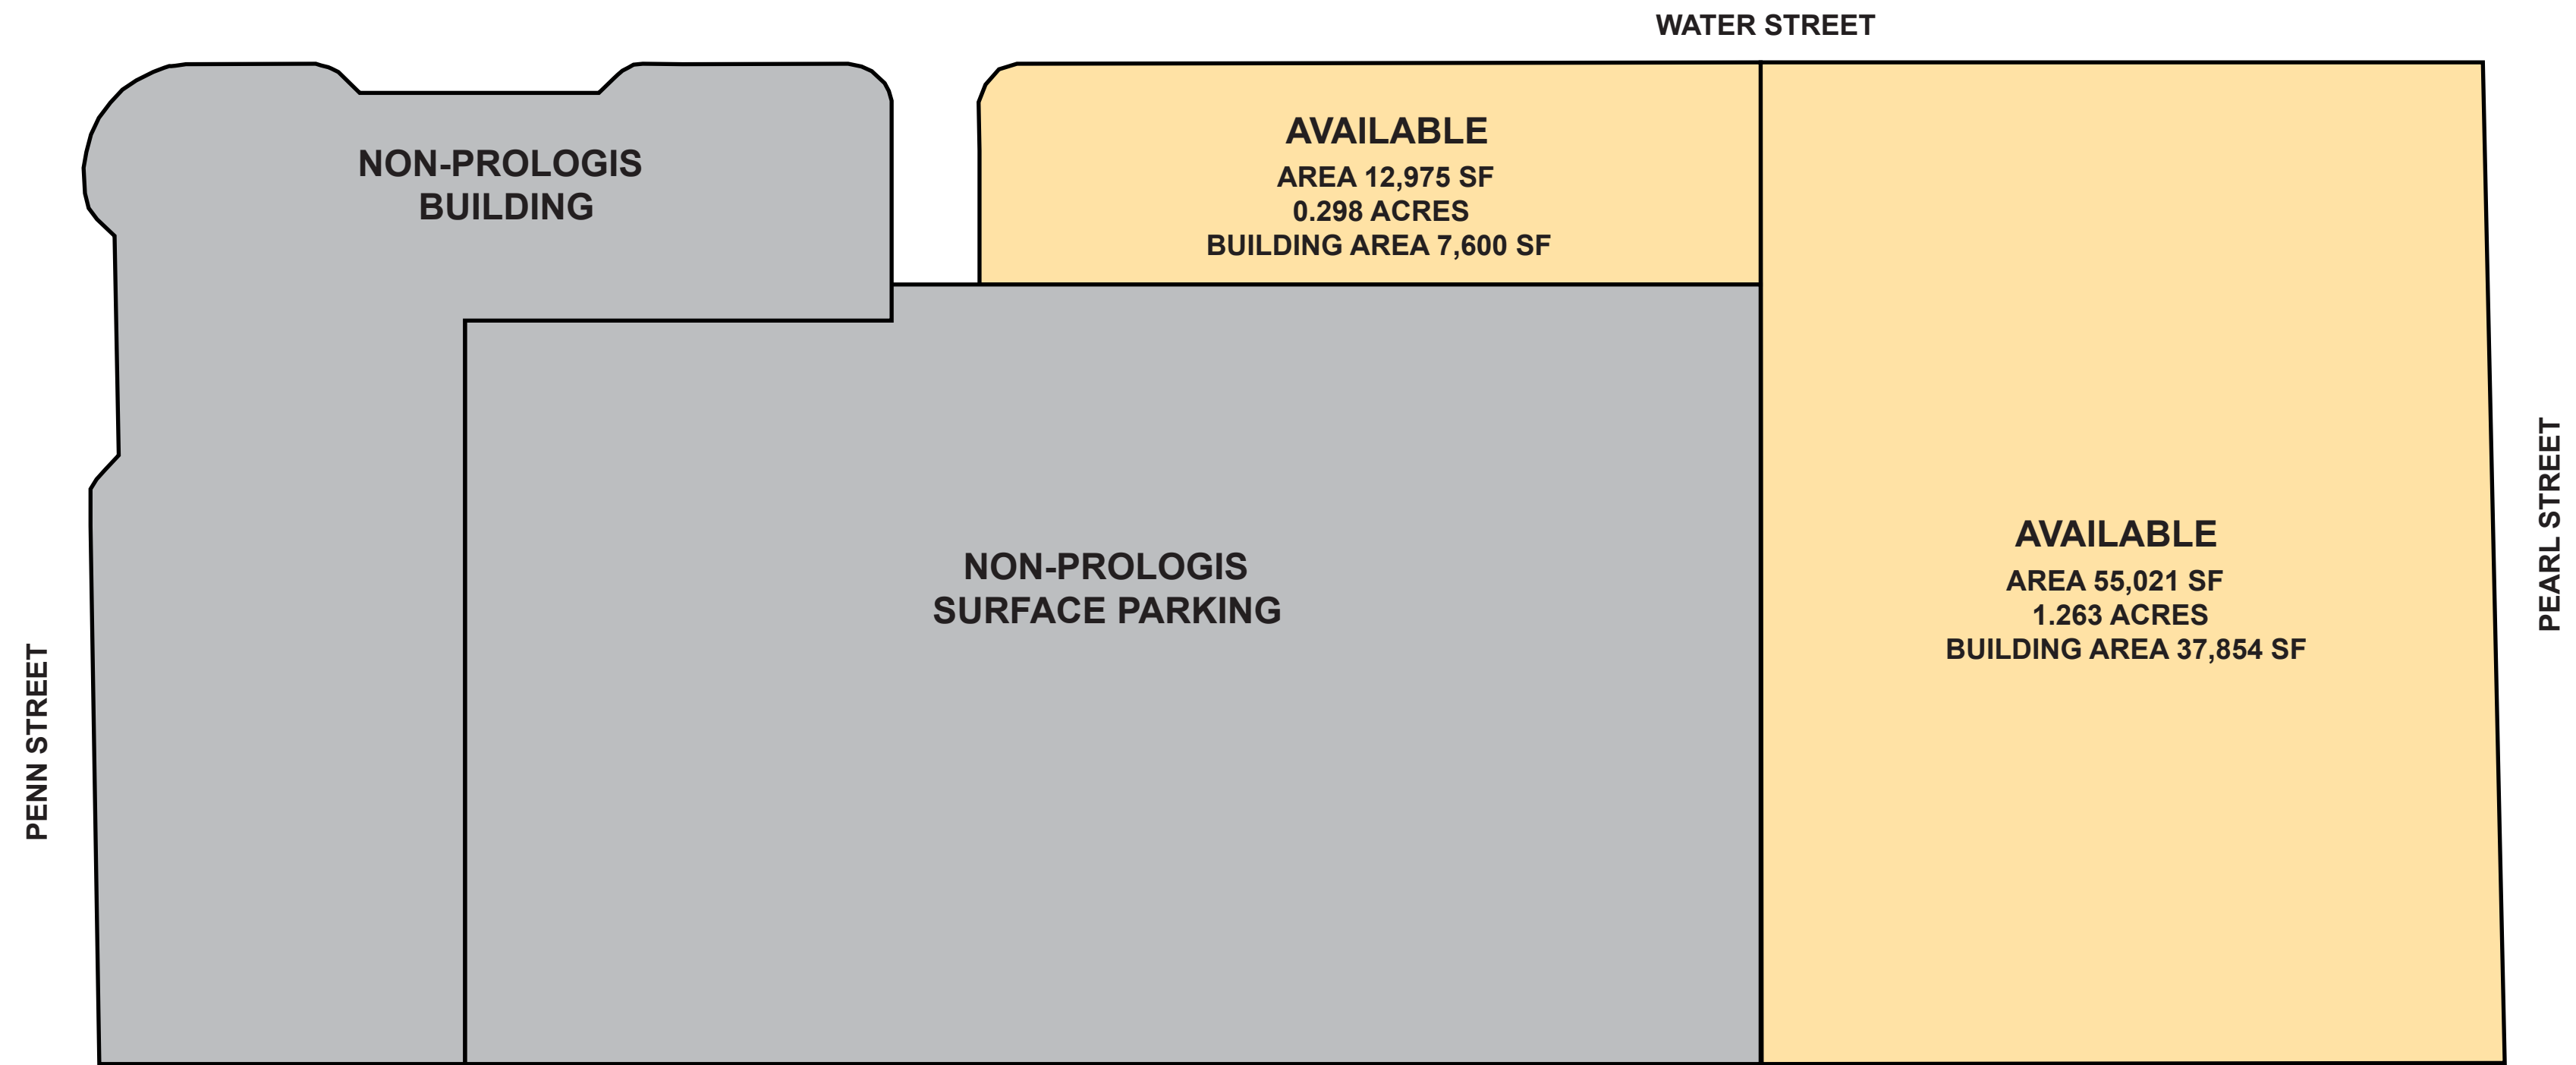 WATER STREET
NON-PROLOGIS
BUILDING
AVAILABLE
AREA 12,975 SF
0.298 ACRES
BUILDING AREA 7,600 SF
NON-PROLOGIS
SURFACE PARKING
AVAILABLE
AREA 55,021 SF
1.263 ACRES
BUILDING AREA 37,854 SF
PENN STREET
PEARL STREET